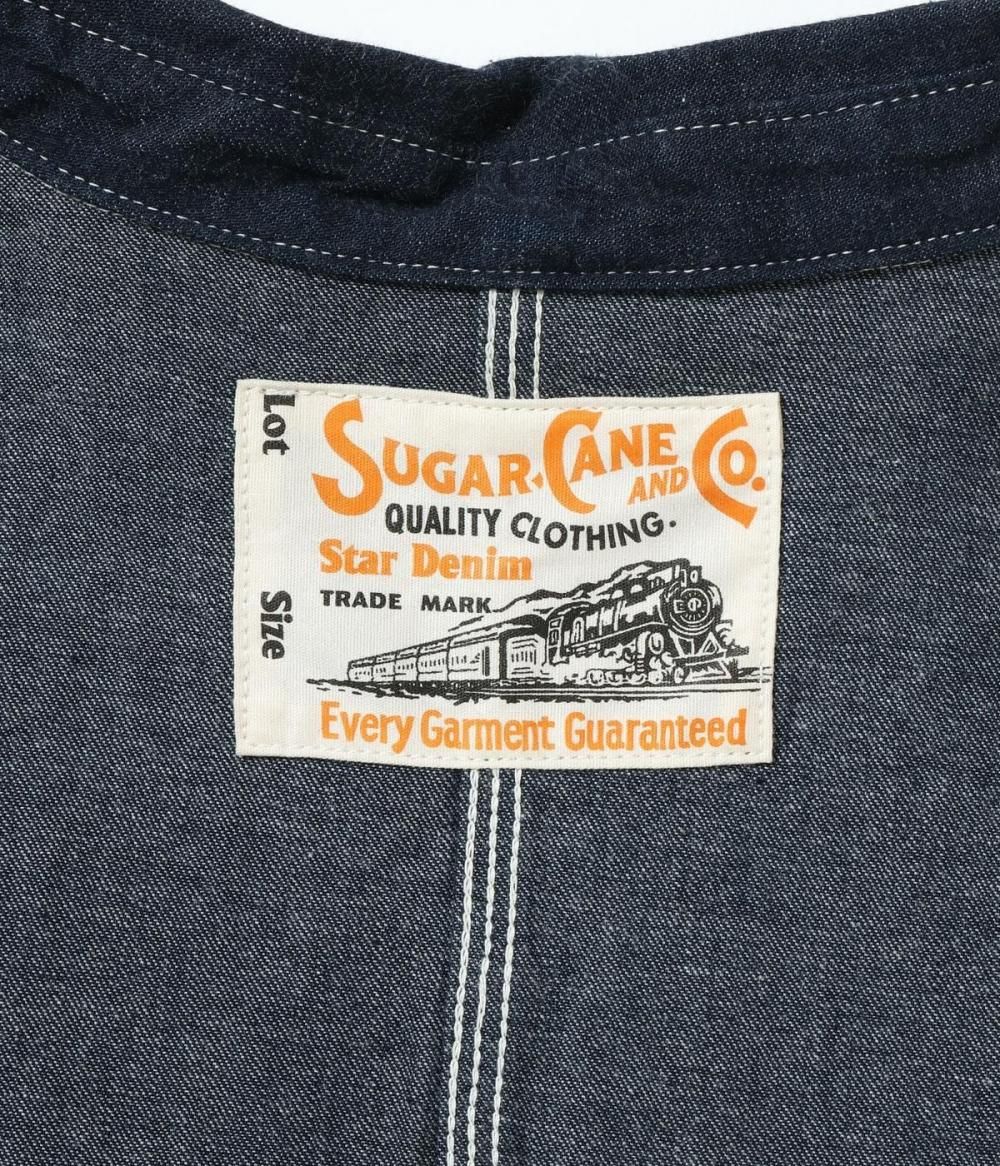 Lot
Size
SUGAR·CANE AND CO.
QUALITY CLOTHING.
Star Denim
TRADE MARK
Every Garment Guaranteed